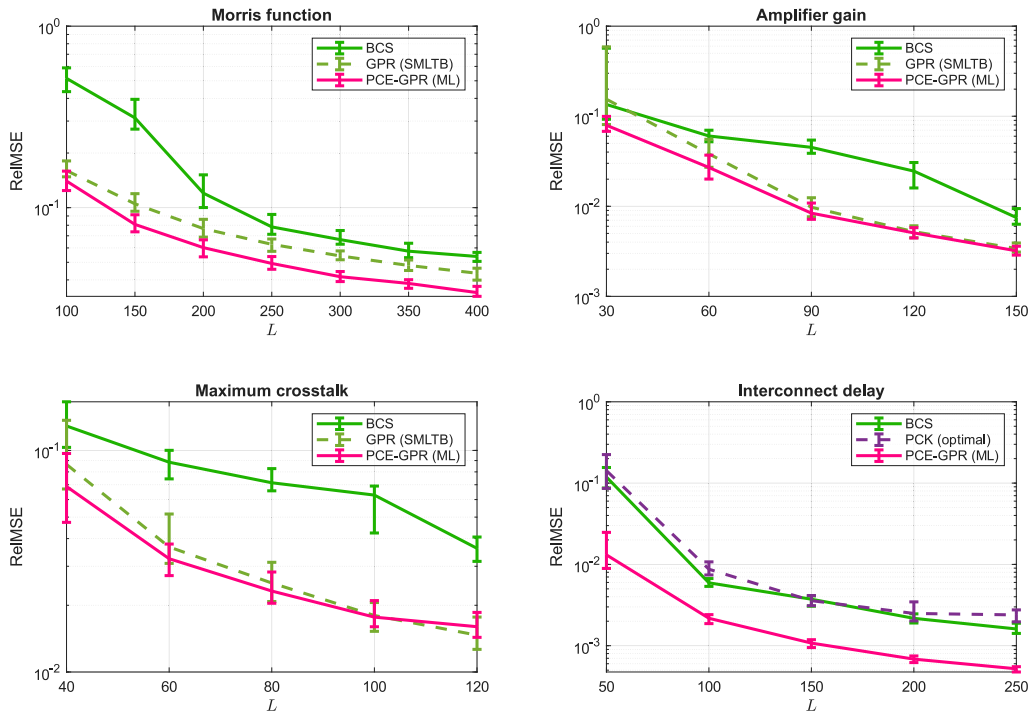 Morris function
10^0
10^-1
RelMSE
BCS
GPR (SMLTB)
PCE-GPR (ML)
100 150 200 250 300 350 400
L
Amplifier gain
10^0
10^-1
10^-2
10^-3
RelMSE
BCS
GPR (SMLTB)
PCE-GPR (ML)
30 60 90 120 150
L
Maximum crosstalk
10^-1
10^-2
RelMSE
BCS
GPR (SMLTB)
PCE-GPR (ML)
40 60 80 100 120
L
Interconnect delay
10^0
10^-1
10^-2
10^-3
RelMSE
BCS
PCK (optimal)
PCE-GPR (ML)
50 100 150 200 250
L